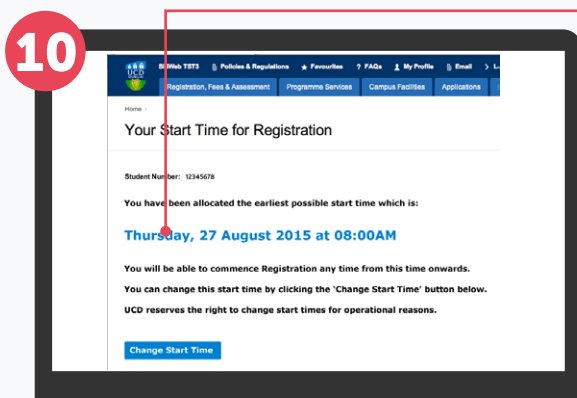 10
UCD
DUBLIN
SISWeb TST3 Policies & Regulations Favourites ? FAQs My Profile Email > L
Registration, Fees & Assessment Programme Services Campus Facilities Applications
Home ›
Your Start Time for Registration
Student Number: 12345678
You have been allocated the earliest possible start time which is:
Thursday, 27 August 2015 at 08:00AM
You will be able to commence Registration any time from this time onwards.
You can change this start time by clicking the 'Change Start Time' button below.
UCD reserves the right to change start times for operational reasons.
Change Start Time